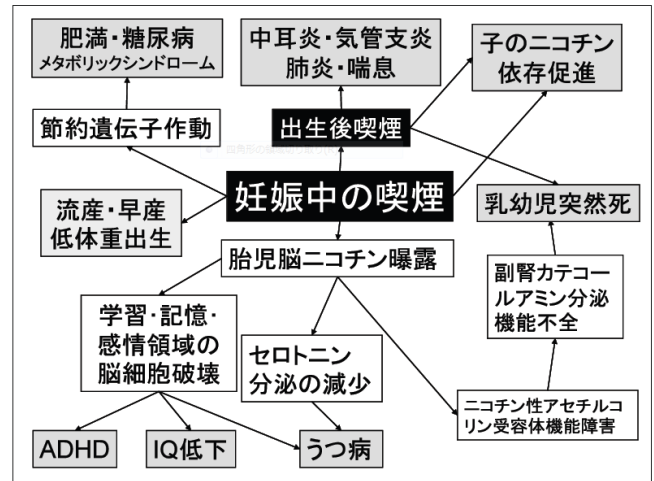 肥満・糖尿病
メタボリックシンドローム
中耳炎・気管支炎
肺炎・喘息
子のニコチン
依存促進
節約遺伝子作動
出生後喫煙
妊娠中の喫煙
流産・早産
低体重出生
乳幼児突然死
胎児脳ニコチン曝露
副腎カテコー
ルアミン分泌
機能不全
学習・記憶・
感情領域の
脳細胞破壊
セロトニン
分泌の減少
ニコチン性アセチルコ
リン受容体機能障害
ADHD
IQ低下
うつ病